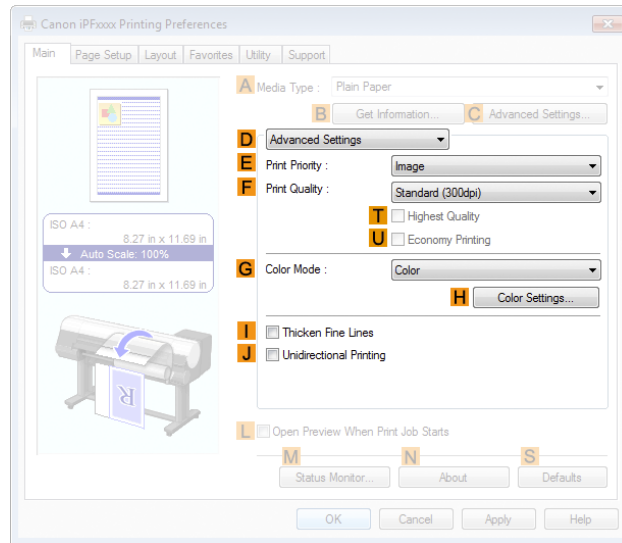 Canon iPFxxxx Printing Preferences
Main Page Setup Layout Favorites Utility Support
A Media Type : Plain Paper
B Get Information... C Advanced Settings...
D Advanced Settings
E Print Priority : Image
F Print Quality : Standard (300dpi)
T Highest Quality
U Economy Printing
ISO A4 :
8.27 in x 11.69 in
Auto Scale: 100%
ISO A4 :
8.27 in x 11.69 in
G Color Mode : Color
H Color Settings...
I Thicken Fine Lines
J Unidirectional Printing
R
L Open Preview When Print Job Starts
M N S
Status Monitor... About Defaults
OK Cancel Apply Help